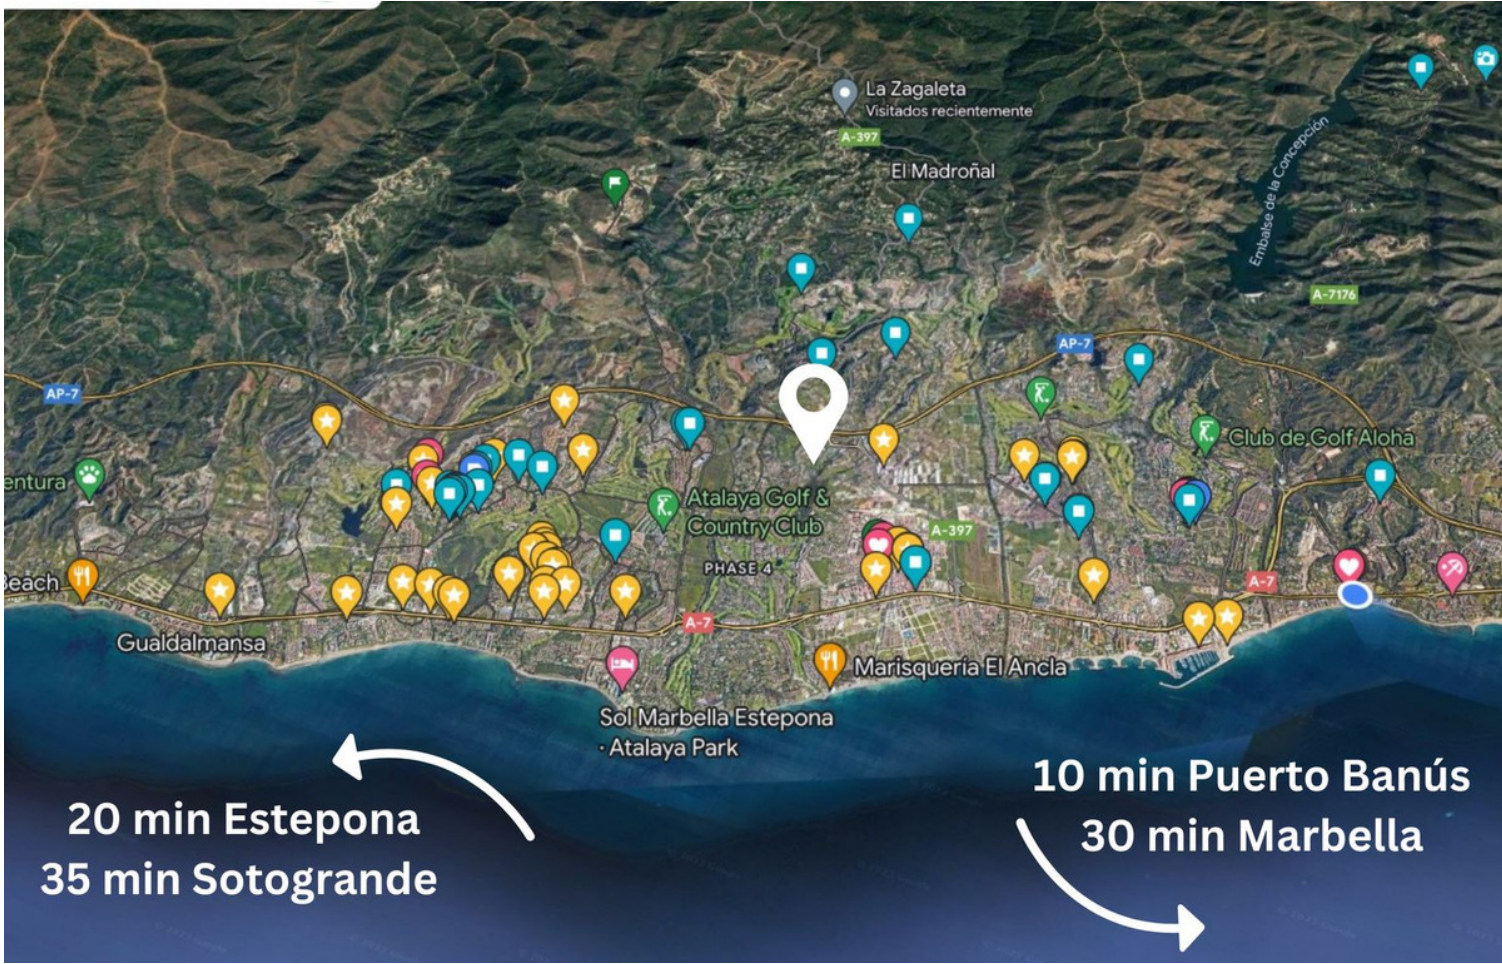 La Zagaleta
Visitados recientemente
A-397
El Madroñal
Embalse de la Concepción
A-7176
AP-7
AP-7
Club de Golf Aloha
entura
Atalaya Golf &
Country Club
A-397
PHASE 4
Beach
A-7
A-7
Gualdalmansa
Marisquería El Ancla
Sol Marbella Estepona
· Atalaya Park
10 min Puerto Banús
30 min Marbella
20 min Estepona
35 min Sotogrande